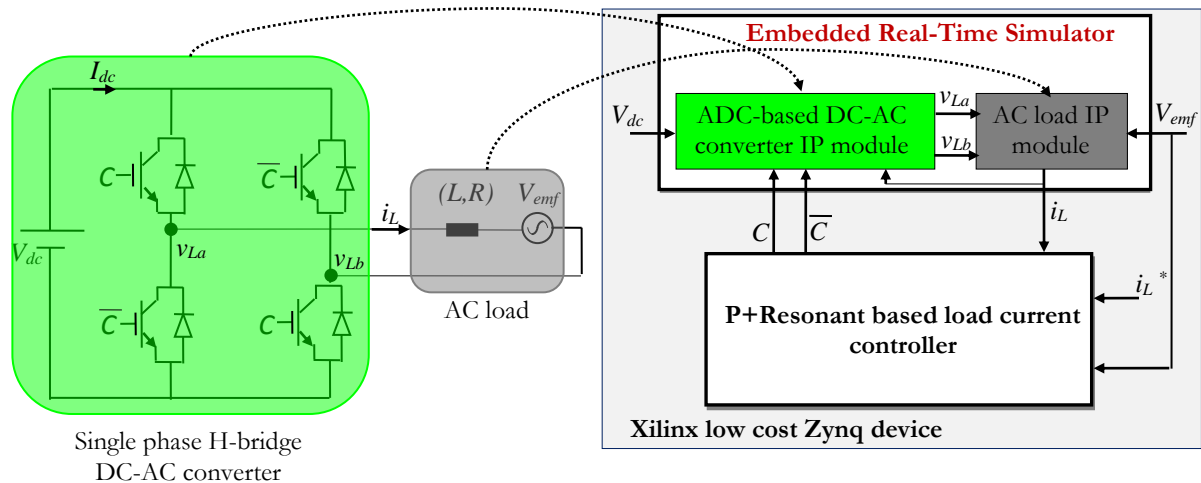 I_dc
C
C̅
V_dc
v_La
v_Lb
C̅
C
Single phase H-bridge
DC-AC converter
i_L
(L,R)
V_emf
AC load
Embedded Real-Time Simulator
V_dc
ADC-based DC-AC
converter IP module
v_La
v_Lb
AC load IP
module
V_emf
C
C̅
i_L
i_L*
P+Resonant based load current
controller
Xilinx low cost Zynq device